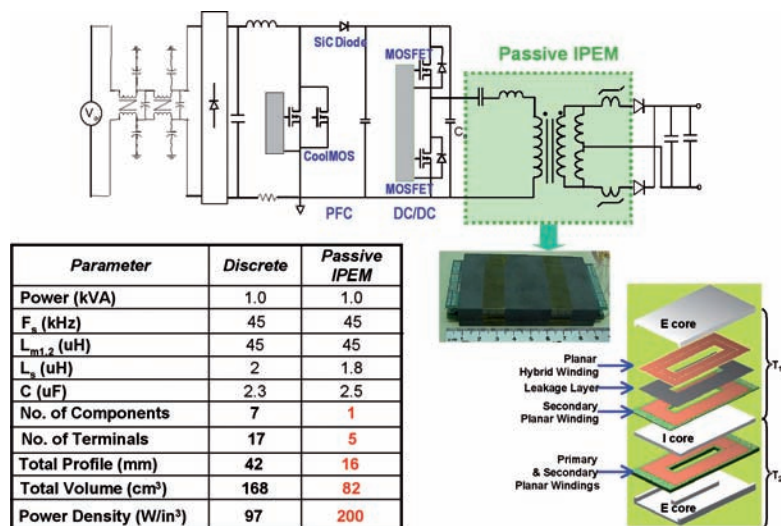 SiC Diode
MOSFET
Passive IPEM
CoolMOS
MOSFET
PFC
DC/DC
Parameter Discrete Passive IPEM
Power (kVA) 1.0 1.0
Fs (kHz) 45 45
Lm1,2 (uH) 45 45
Ls (uH) 2 1.8
C (uF) 2.3 2.5
No. of Components 7 1
No. of Terminals 17 5
Total Profile (mm) 42 16
Total Volume (cm³) 168 82
Power Density (W/in³) 97 200
E core
Planar
Hybrid Winding
Leakage Layer
Secondary
Planar Winding
I core
Primary
& Secondary
Planar Windings
E core